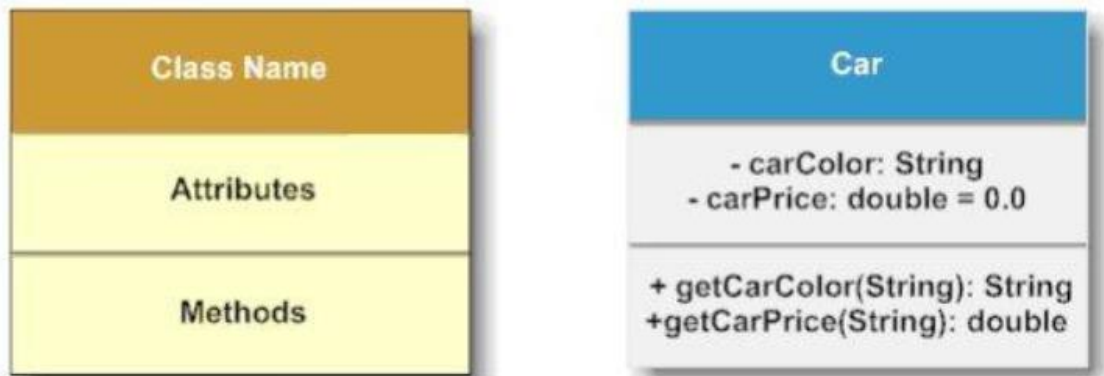 Class Name
Attributes
Methods
Car
- carColor: String
- carPrice: double = 0.0
+ getCarColor(String): String
+getCarPrice(String): double